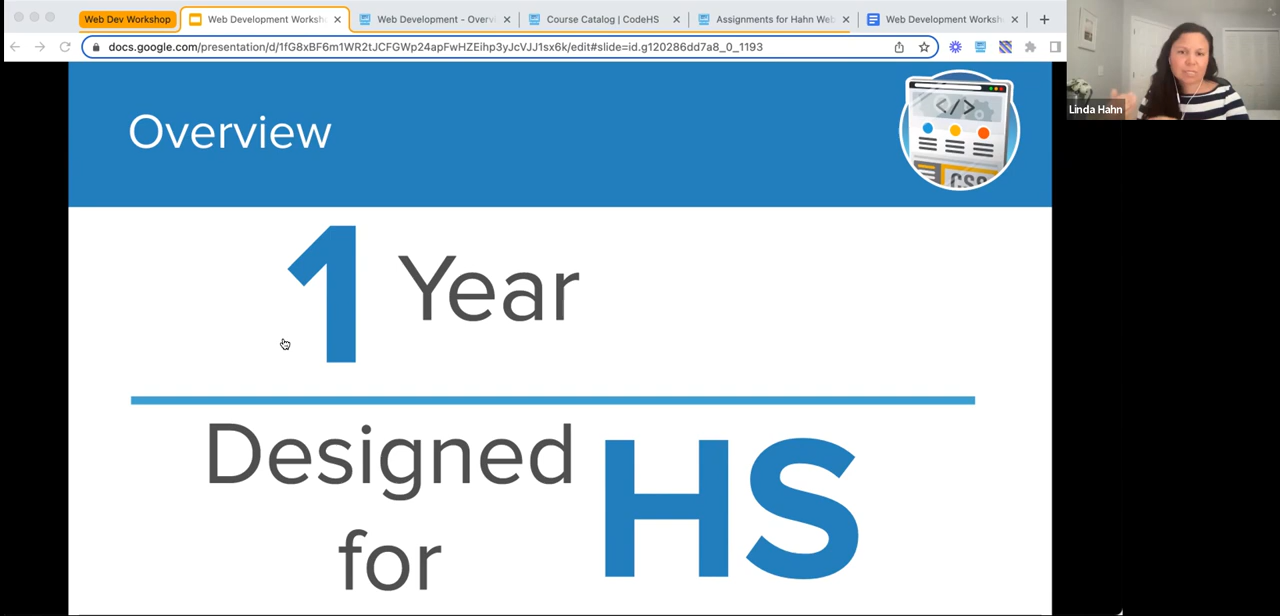 Web Dev Workshop
Web Development Worksh
Web Development - Overv
Course Catalog | CodeHS
Assignments for Hahn Web
Web Development Worksh
docs.google.com/presentation/d/1fG8xBF6m1WR2tJCFGWp24apFwHZEihp3yJcVJJ1sx6k/edit#slide=id.g120286dd7a8_0_1193
Linda Hahn
Overview
</>
CSS
1 Year
Designed
for
HS